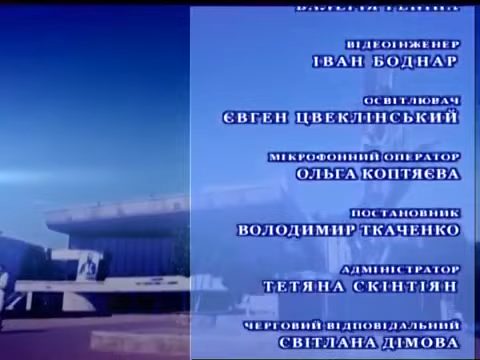 ВІДЕОІНЖЕНЕР
ІВАН БОДНАР
ОСВІТЛЮВАЧ
ЄВГЕН ЦВЕКЛІНСЬКИЙ
МІКРОФОННИЙ ОПЕРАТОР
ОЛЬГА КОПТЯЄВА
ПОСТАНОВНИК
ВОЛОДИМИР ТКАЧЕНКО
АДМІНІСТРАТОР
ТЕТЯНА СКІНТІЯН
ЧЕРГОВИЙ ВІДПОВІДАЛЬНИЙ
СВІТЛАНА ДІМОВА